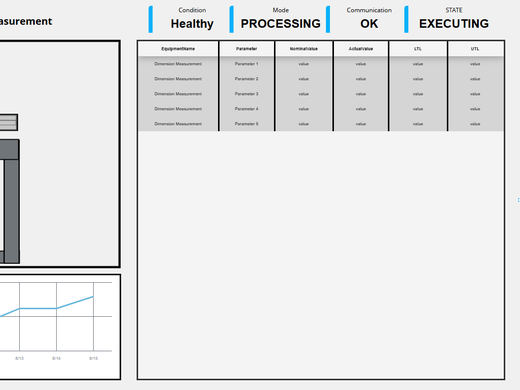 asurement
Condition
Healthy
Mode
PROCESSING
Communication
OK
STATE
EXECUTING
EquipmentName Parameter NominalValue ActualValue LTL UTL
Dimension Measurement Parameter 1 value value value value
Dimension Measurement Parameter 2 value value value value
Dimension Measurement Parameter 3 value value value value
Dimension Measurement Parameter 4 value value value value
Dimension Measurement Parameter 5 value value value value